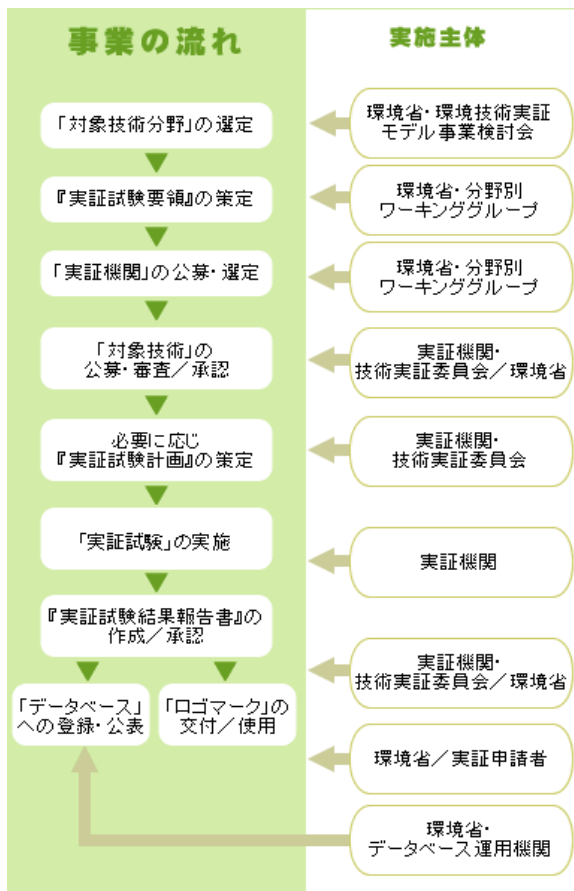 事業の流れ
実施主体
「対象技術分野」の選定
環境省・環境技術実証
モデル事業検討会
『実証試験要領』の策定
環境省・分野別
ワーキンググループ
「実証機関」の公募・選定
環境省・分野別
ワーキンググループ
「対象技術」の
公募・審査／承認
実証機関・
技術実証委員会／環境省
必要に応じ
『実証試験計画』の策定
実証機関・
技術実証委員会
「実証試験」の実施
実証機関
『実証試験結果報告書』の
作成／承認
実証機関・
技術実証委員会／環境省
「データベース」
への登録・公表
「ロゴマーク」の
交付／使用
環境省／実証申請者
環境省・
データベース運用機関